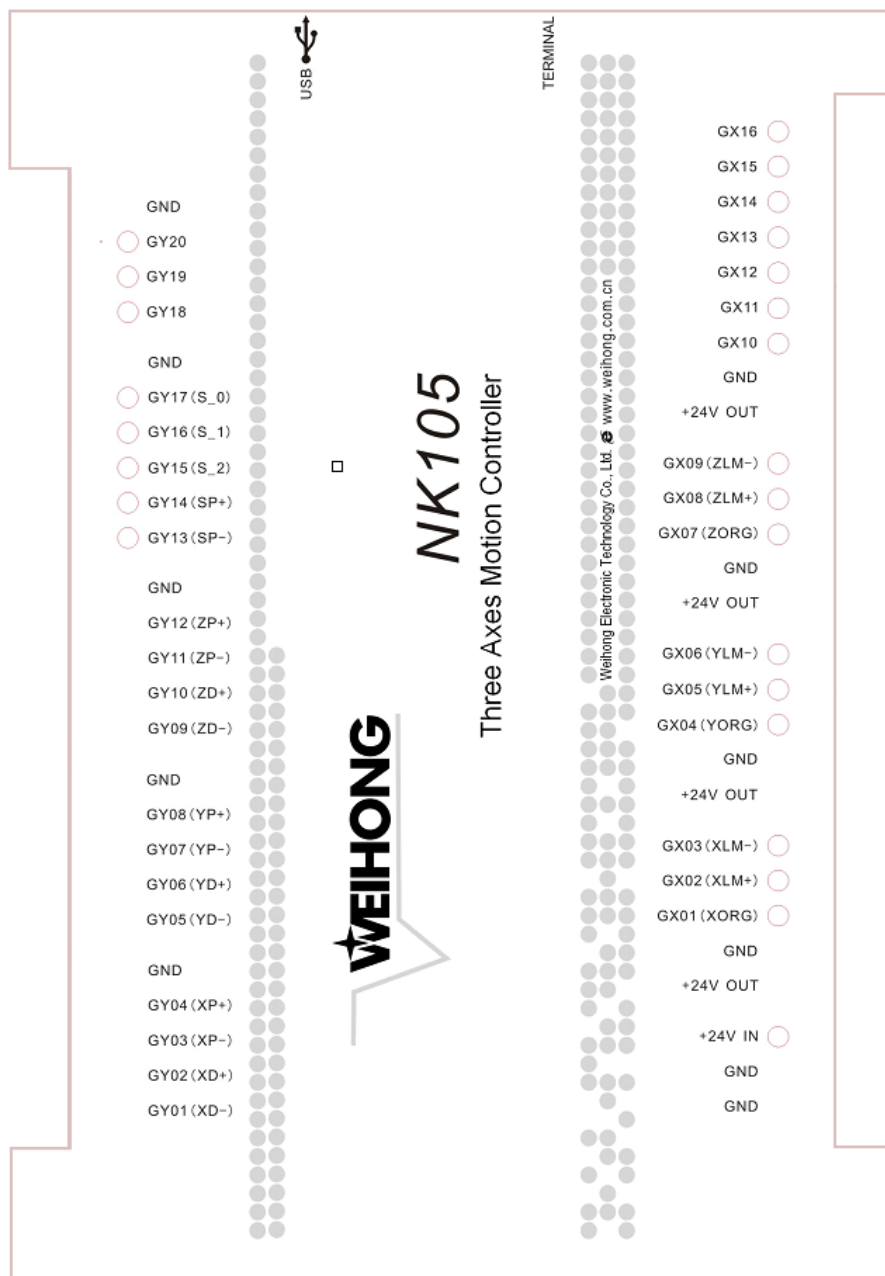 USB
TERMINAL
GND
GY20
GY19
GY18
GND
GY17(S_0)
GY16(S_1)
GY15(S_2)
GY14(SP+)
GY13(SP-)
GND
GY12(ZP+)
GY11(ZP-)
GY10(ZD+)
GY09(ZD-)
GND
GY08(YP+)
GY07(YP-)
GY06(YD+)
GY05(YD-)
GND
GY04(XP+)
GY03(XP-)
GY02(XD+)
GY01(XD-)
WEIHONG
NK105
Three Axes Motion Controller
Weihong Electronic Technology Co., Ltd. www.weihong.com.cn
GX16
GX15
GX14
GX13
GX12
GX11
GX10
GND
+24V OUT
GX09(ZLM-)
GX08(ZLM+)
GX07(ZORG)
GND
+24V OUT
GX06(YLM-)
GX05(YLM+)
GX04(YORG)
GND
+24V OUT
GX03(XLM-)
GX02(XLM+)
GX01(XORG)
GND
+24V OUT
+24V IN
GND
GND